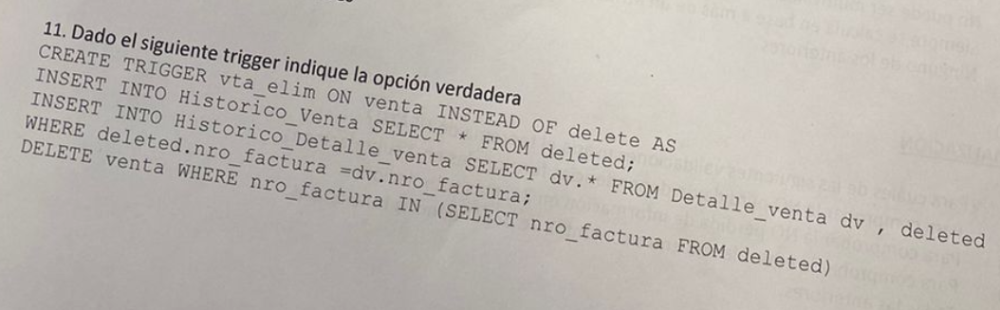 11. Dado el siguiente trigger indique la opción verdadera
CREATE TRIGGER vta_elim ON venta INSTEAD OF delete AS
INSERT INTO Historico_Venta SELECT * FROM deleted;
INSERT INTO Historico_Detalle_venta SELECT dv.* FROM Detalle_venta dv , deleted
WHERE deleted.nro_factura =dv.nro_factura;
DELETE venta WHERE nro_factura IN (SELECT nro_factura FROM deleted)